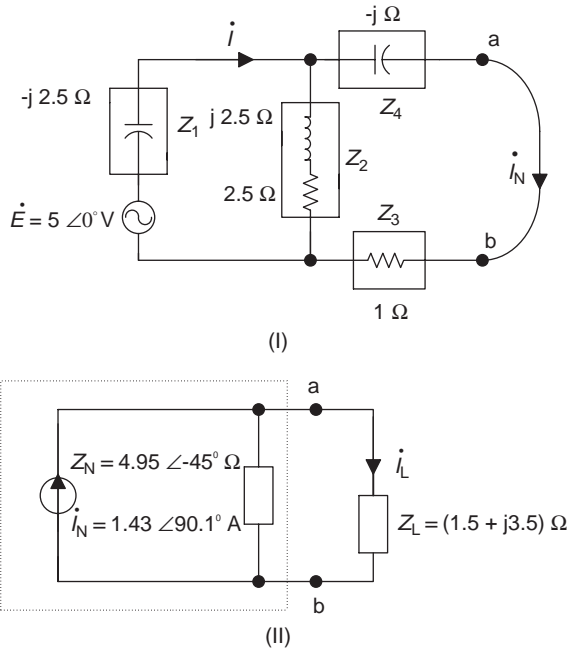 -j Ω
İ
a
-j 2.5 Ω
Z1
j 2.5 Ω
Z4
Z2
İN
2.5 Ω
Ė = 5 ∠0° V
Z3
b
1 Ω
(I)
a
ZN = 4.95 ∠-45° Ω
İL
İN = 1.43 ∠90.1° A
ZL = (1.5 + j3.5) Ω
b
(II)